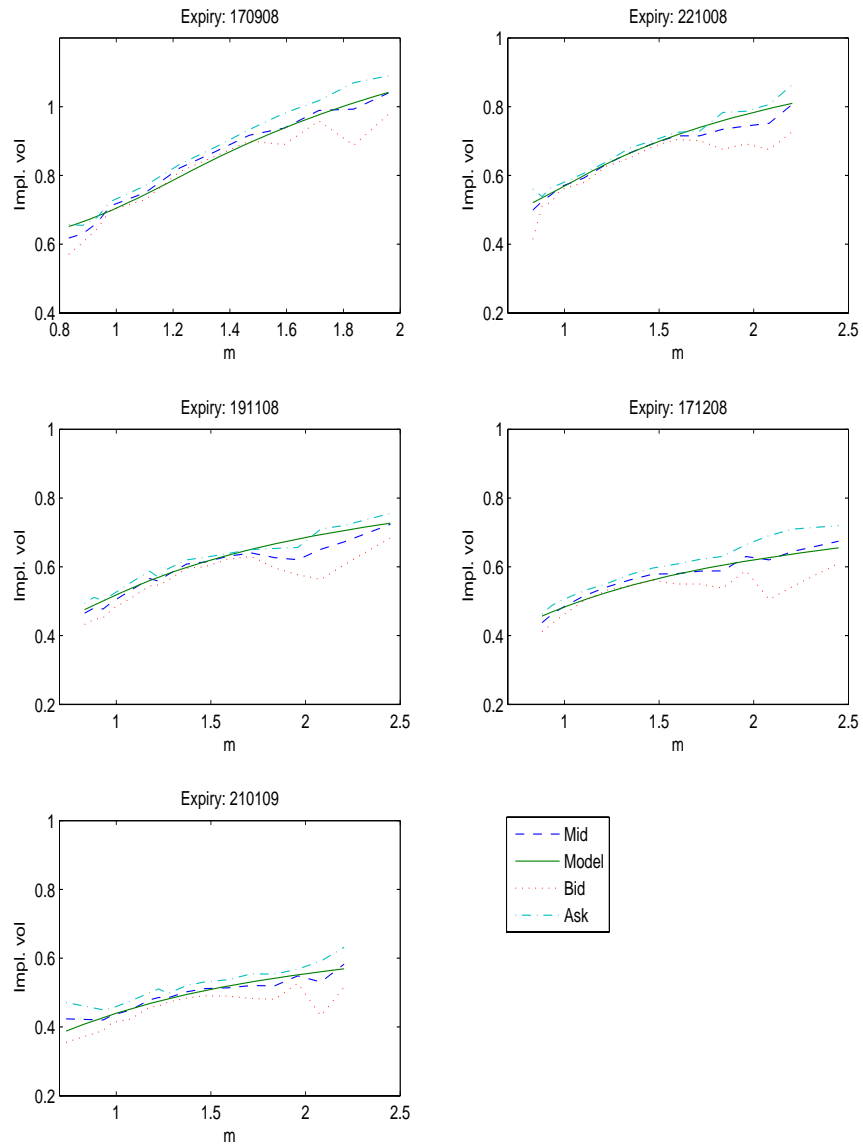 Expiry: 170908
Impl. vol
1
0.8
0.6
0.4
0.8 1 1.2 1.4 1.6 1.8 2
m
Expiry: 221008
Impl. vol
1
0.8
0.6
0.4
0.2
1 1.5 2 2.5
m
Expiry: 191108
Impl. vol
1
0.8
0.6
0.4
0.2
1 1.5 2 2.5
m
Expiry: 171208
Impl. vol
1
0.8
0.6
0.4
0.2
1 1.5 2 2.5
m
Expiry: 210109
Impl. vol
1
0.8
0.6
0.4
0.2
1 1.5 2 2.5
m
Mid
Model
Bid
Ask